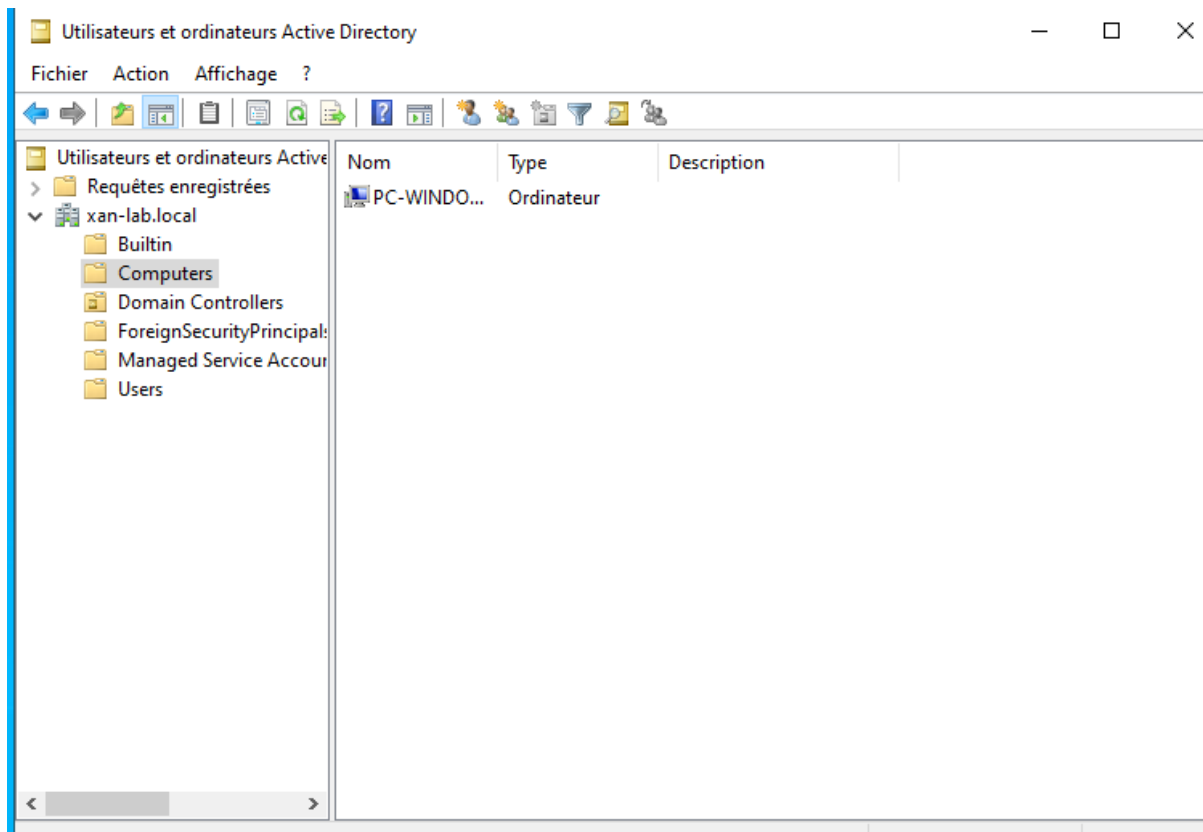 Utilisateurs et ordinateurs Active Directory
Fichier Action Affichage ?
Utilisateurs et ordinateurs Active
Requêtes enregistrées
xan-lab.local
Builtin
Computers
Domain Controllers
ForeignSecurityPrincipals
Managed Service Accour
Users
Nom Type Description
PC-WINDO... Ordinateur